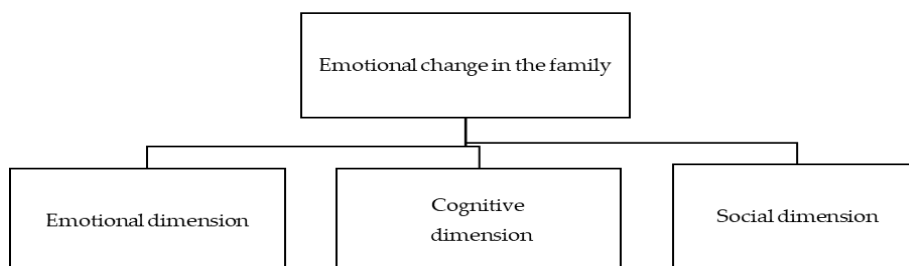 Emotional change in the family
Emotional dimension
Cognitive
dimension
Social dimension